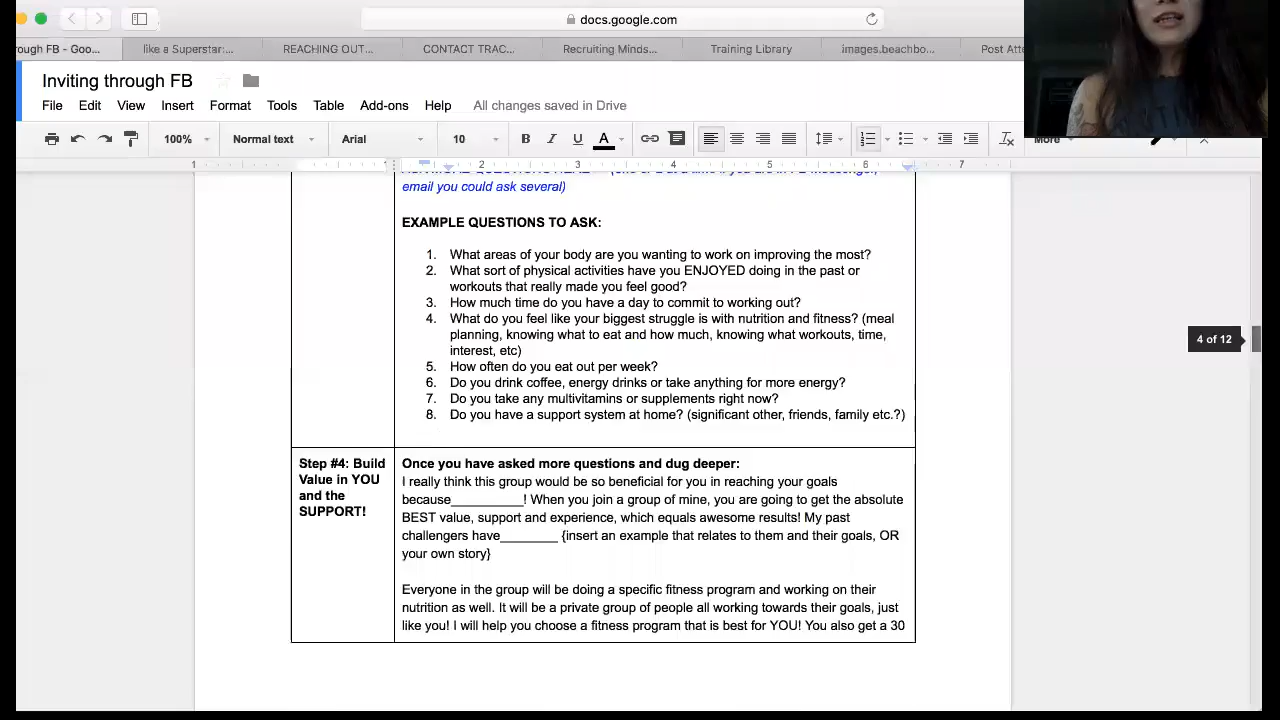 docs.google.com
rough FB - Goo...
like a Superstar:...
REACHING OUT...
CONTACT TRAC...
Recruiting Minds...
Training Library
images.beachbo...
Post Atte
Inviting through FB
File Edit View Insert Format Tools Table Add-ons Help All changes saved in Drive
100% Normal text Arial 10 B I U A More
1 1 2 3 4 5 6 7
email you could ask several)
EXAMPLE QUESTIONS TO ASK:
1. What areas of your body are you wanting to work on improving the most?
2. What sort of physical activities have you ENJOYED doing in the past or
workouts that really made you feel good?
3. How much time do you have a day to commit to working out?
4. What do you feel like your biggest struggle is with nutrition and fitness? (meal
planning, knowing what to eat and how much, knowing what workouts, time,
interest, etc)
5. How often do you eat out per week?
6. Do you drink coffee, energy drinks or take anything for more energy?
7. Do you take any multivitamins or supplements right now?
8. Do you have a support system at home? (significant other, friends, family etc.?)
4 of 12
Step #4: Build
Value in YOU
and the
SUPPORT!
Once you have asked more questions and dug deeper:
I really think this group would be so beneficial for you in reaching your goals
because__________! When you join a group of mine, you are going to get the absolute
BEST value, support and experience, which equals awesome results! My past
challengers have________ {insert an example that relates to them and their goals, OR
your own story}
Everyone in the group will be doing a specific fitness program and working on their
nutrition as well. It will be a private group of people all working towards their goals, just
like you! I will help you choose a fitness program that is best for YOU! You also get a 30